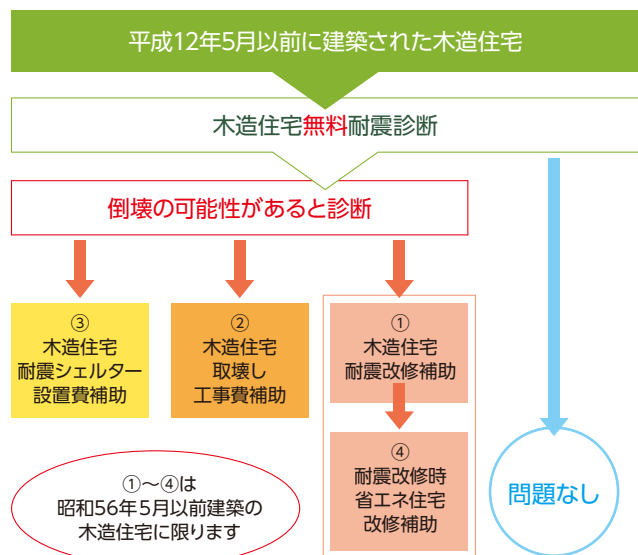 平成12年5月以前に建築された木造住宅
木造住宅無料耐震診断
倒壊の可能性があると診断
③
木造住宅
耐震シェルター
設置費補助
②
木造住宅
取壊し
工事費補助
①
木造住宅
耐震改修補助
④
耐震改修時
省エネ住宅
改修補助
①～④は
昭和56年5月以前建築の
木造住宅に限ります
問題なし